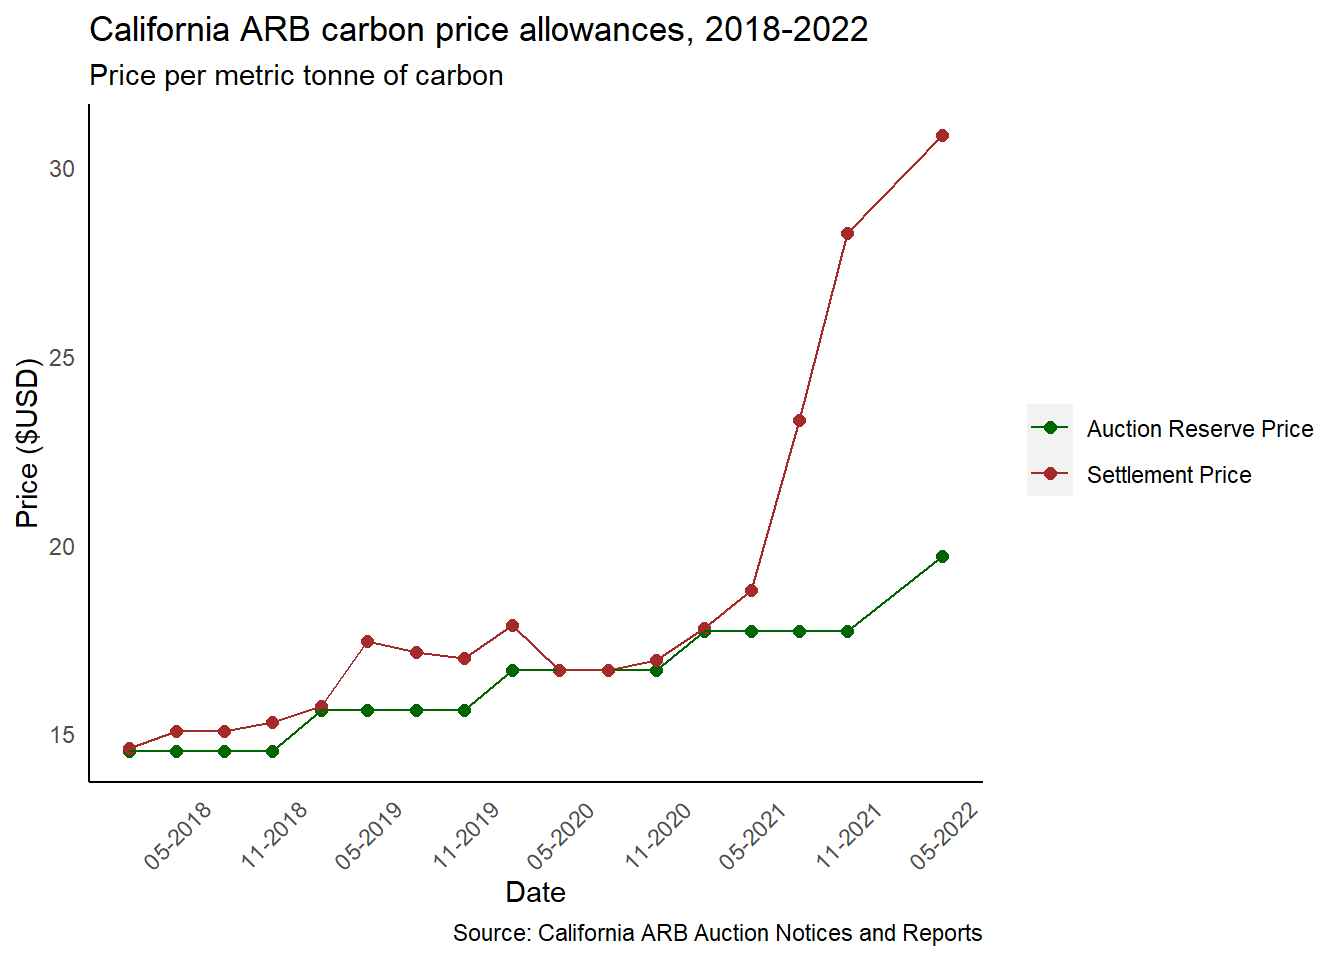 California ARB carbon price allowances, 2018-2022
Price per metric tonne of carbon
Price ($USD)
30
25
20
15
05-2018
11-2018
05-2019
11-2019
05-2020
11-2020
05-2021
11-2021
05-2022
Date
Auction Reserve Price
Settlement Price
Source: California ARB Auction Notices and Reports